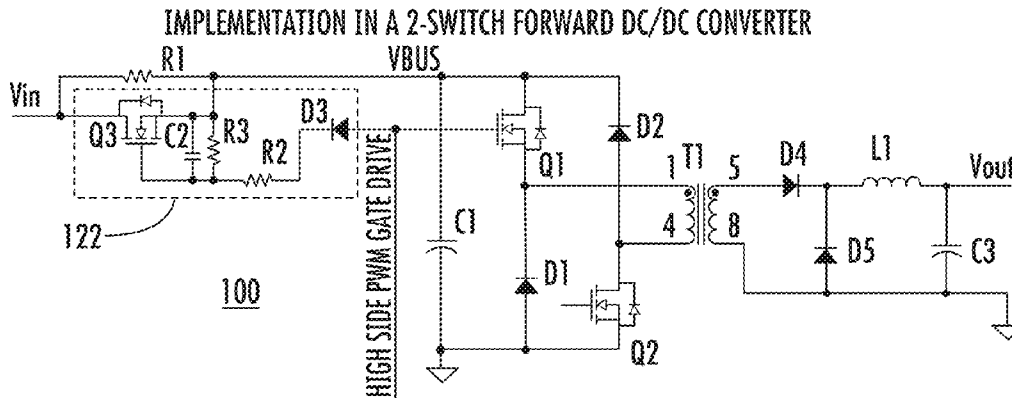 IMPLEMENTATION IN A 2-SWITCH FORWARD DC/DC CONVERTER
R1
VBUS
Vin
D3
Q3
C2
R3
R2
D2
Q1
T1
D4
L1
1
5
Vout
HIGH SIDE PWM GATE DRIVE
C1
4
8
122
D1
D5
C3
100
Q2